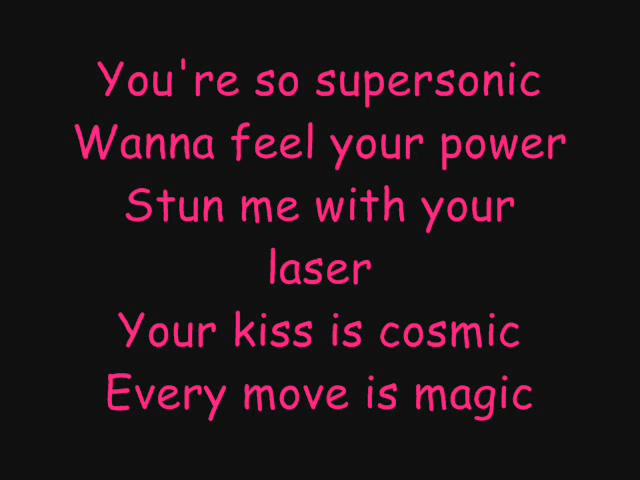 You're so supersonic
Wanna feel your power
Stun me with your
laser
Your kiss is cosmic
Every move is magic